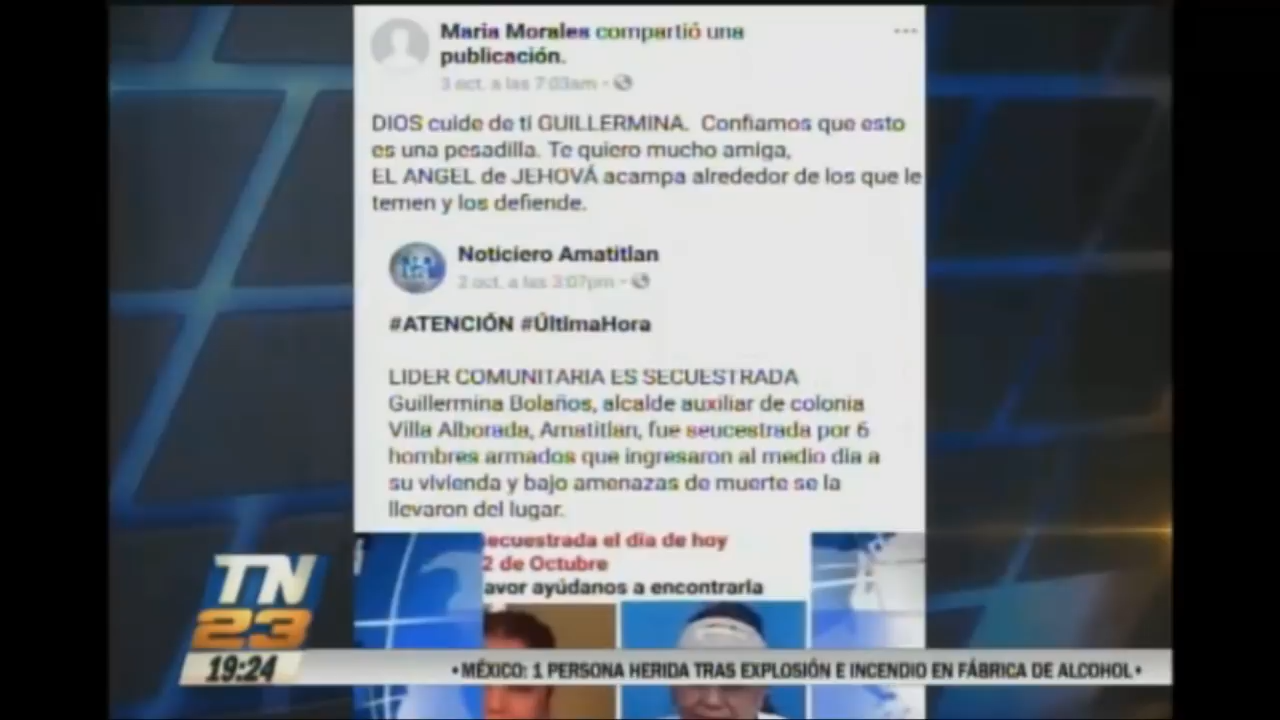 Maria Morales compartió una
publicación.
3 oct. a las 7:03am
DIOS cuide de ti GUILLERMINA. Confiamos que esto
es una pesadilla. Te quiero mucho amiga,
EL ANGEL de JEHOVÁ acampa alrededor de los que le
temen y los defiende.
Noticiero Amatitlan
2 oct. a las 3:07pm
#ATENCIÓN #ÚltimaHora
LIDER COMUNITARIA ES SECUESTRADA
Guillermina Bolaños, alcalde auxiliar de colonia
Villa Alborada, Amatitlan, fue seucestrada por 6
hombres armados que ingresaron al medio dia a
su vivienda y bajo amenazas de muerte se la
llevaron del lugar.
ecuestrada el día de hoy
2 de Octubre
avor ayúdanos a encontrarla
TN
23
19:24
•MÉXICO: 1 PERSONA HERIDA TRAS EXPLOSIÓN E INCENDIO EN FÁBRICA DE ALCOHOL•